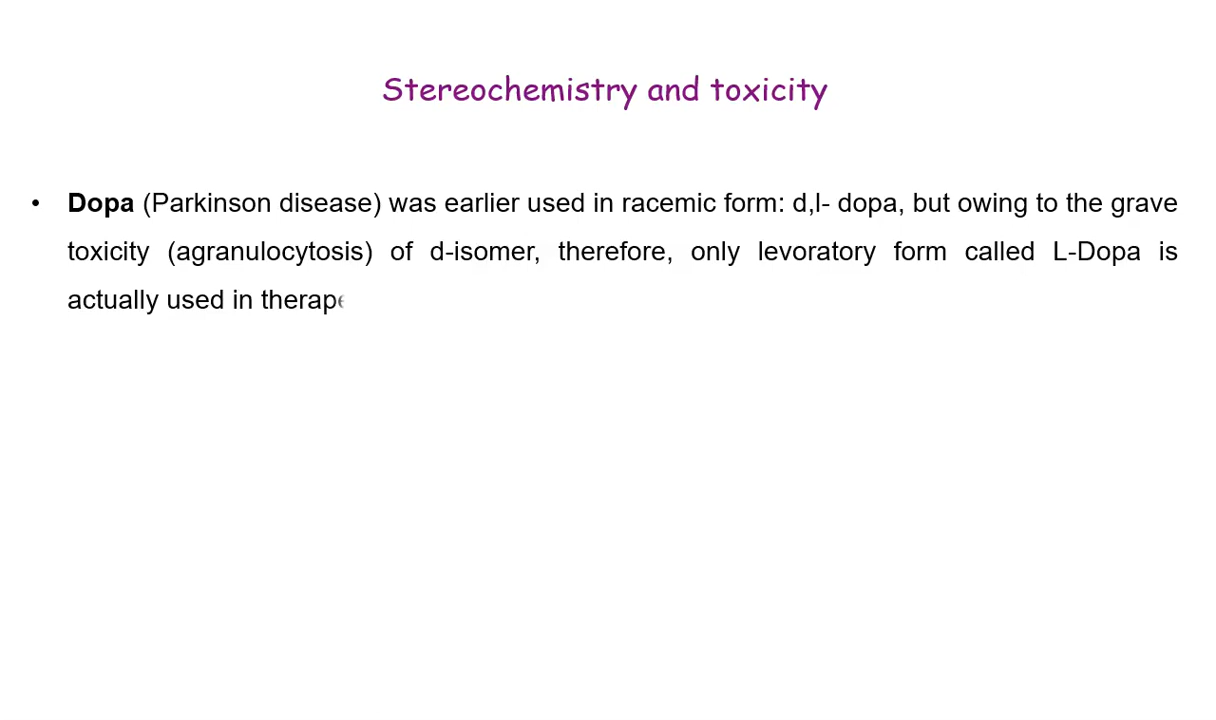 Stereochemistry and toxicity
• Dopa (Parkinson disease) was earlier used in racemic form: d,l- dopa, but owing to the grave
toxicity (agranulocytosis) of d-isomer, therefore, only levoratory form called L-Dopa is
actually used in therap